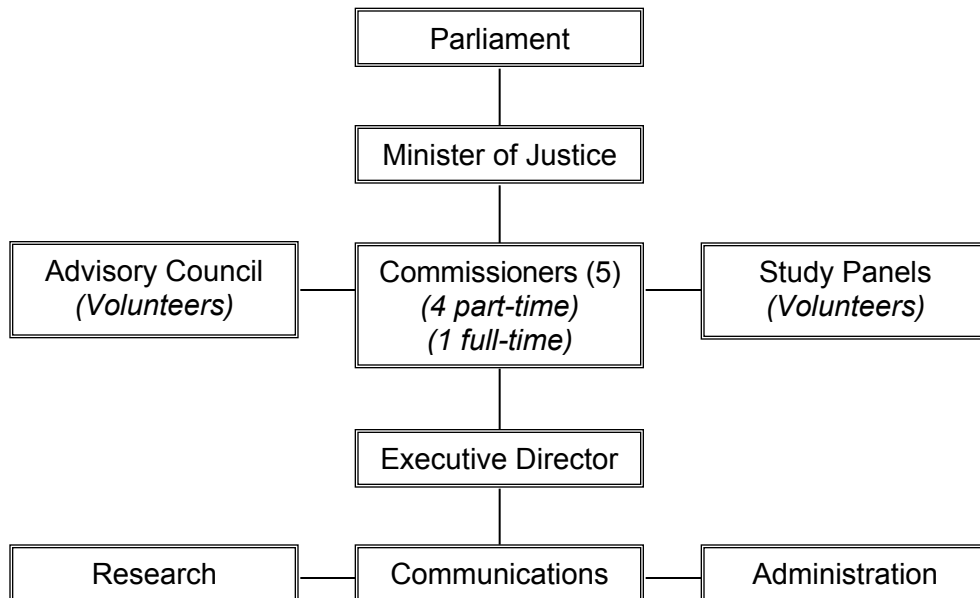 Parliament
Minister of Justice
Advisory Council
(Volunteers)
Commissioners (5)
(4 part-time)
(1 full-time)
Study Panels
(Volunteers)
Executive Director
Research
Communications
Administration